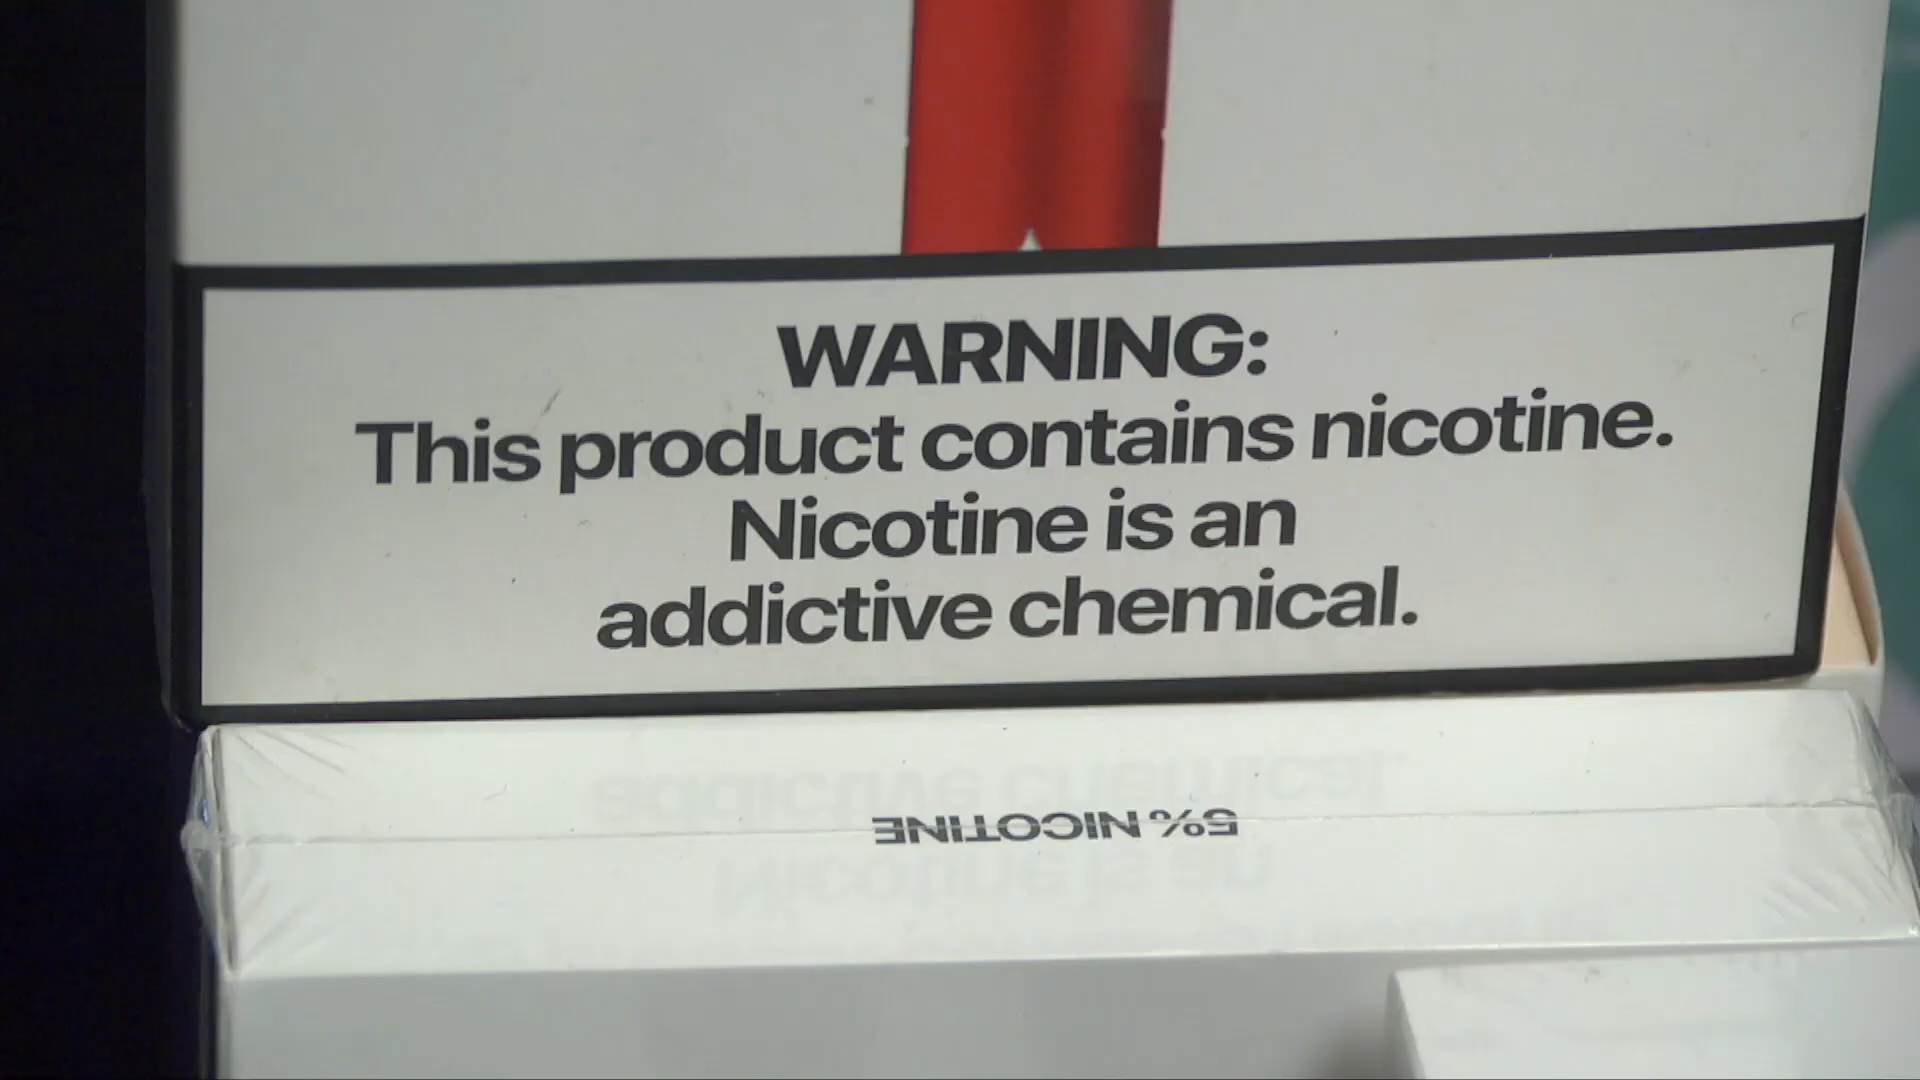 WARNING:
This product contains nicotine.
Nicotine is an
addictive chemical.
5% NICOTINE